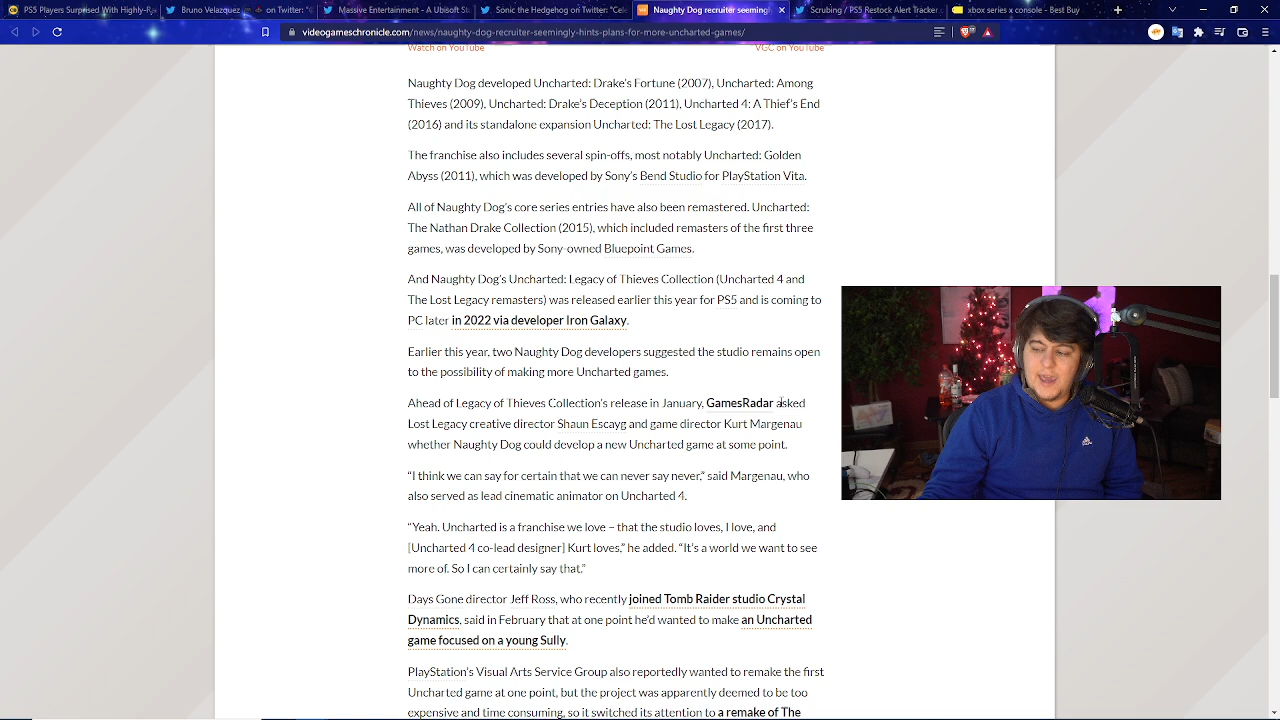 PS5 Players Surprised With Highly-R
Bruno Velazquez
on Twitter: "
Massive Entertainment - A Ubisoft St
Sonic the Hedgehog on Twitter: "Cele
Naughty Dog recruiter seemingly
Scrubing / PS5 Restock Alert Tracker
xbox series x console - Best Buy
videogameschronicle.com/news/naughty-dog-recruiter-seemingly-hints-plans-for-more-uncharted-games/
Watch on YouTube
VGC on YouTube
Naughty Dog developed Uncharted: Drake's Fortune (2007), Uncharted: Among
Thieves (2009), Uncharted: Drake's Deception (2011), Uncharted 4: A Thief's End
(2016) and its standalone expansion Uncharted: The Lost Legacy (2017).
The franchise also includes several spin-offs, most notably Uncharted: Golden
Abyss (2011), which was developed by Sony's Bend Studio for PlayStation Vita.
All of Naughty Dog's core series entries have also been remastered. Uncharted:
The Nathan Drake Collection (2015), which included remasters of the first three
games, was developed by Sony-owned Bluepoint Games.
And Naughty Dog's Uncharted: Legacy of Thieves Collection (Uncharted 4 and
The Lost Legacy remasters) was released earlier this year for PS5 and is coming to
PC later in 2022 via developer Iron Galaxy.
Earlier this year, two Naughty Dog developers suggested the studio remains open
to the possibility of making more Uncharted games.
Ahead of Legacy of Thieves Collection's release in January, GamesRadar asked
Lost Legacy creative director Shaun Escayg and game director Kurt Margenau
whether Naughty Dog could develop a new Uncharted game at some point.
“I think we can say for certain that we can never say never,” said Margenau, who
also served as lead cinematic animator on Uncharted 4.
“Yeah. Uncharted is a franchise we love – that the studio loves, I love, and
[Uncharted 4 co-lead designer] Kurt loves,” he added. “It's a world we want to see
more of. So I can certainly say that.”
Days Gone director Jeff Ross, who recently joined Tomb Raider studio Crystal
Dynamics, said in February that at one point he'd wanted to make an Uncharted
game focused on a young Sully.
PlayStation's Visual Arts Service Group also reportedly wanted to remake the first
Uncharted game at one point, but the project was apparently deemed to be too
expensive and time consuming, so it switched its attention to a remake of The